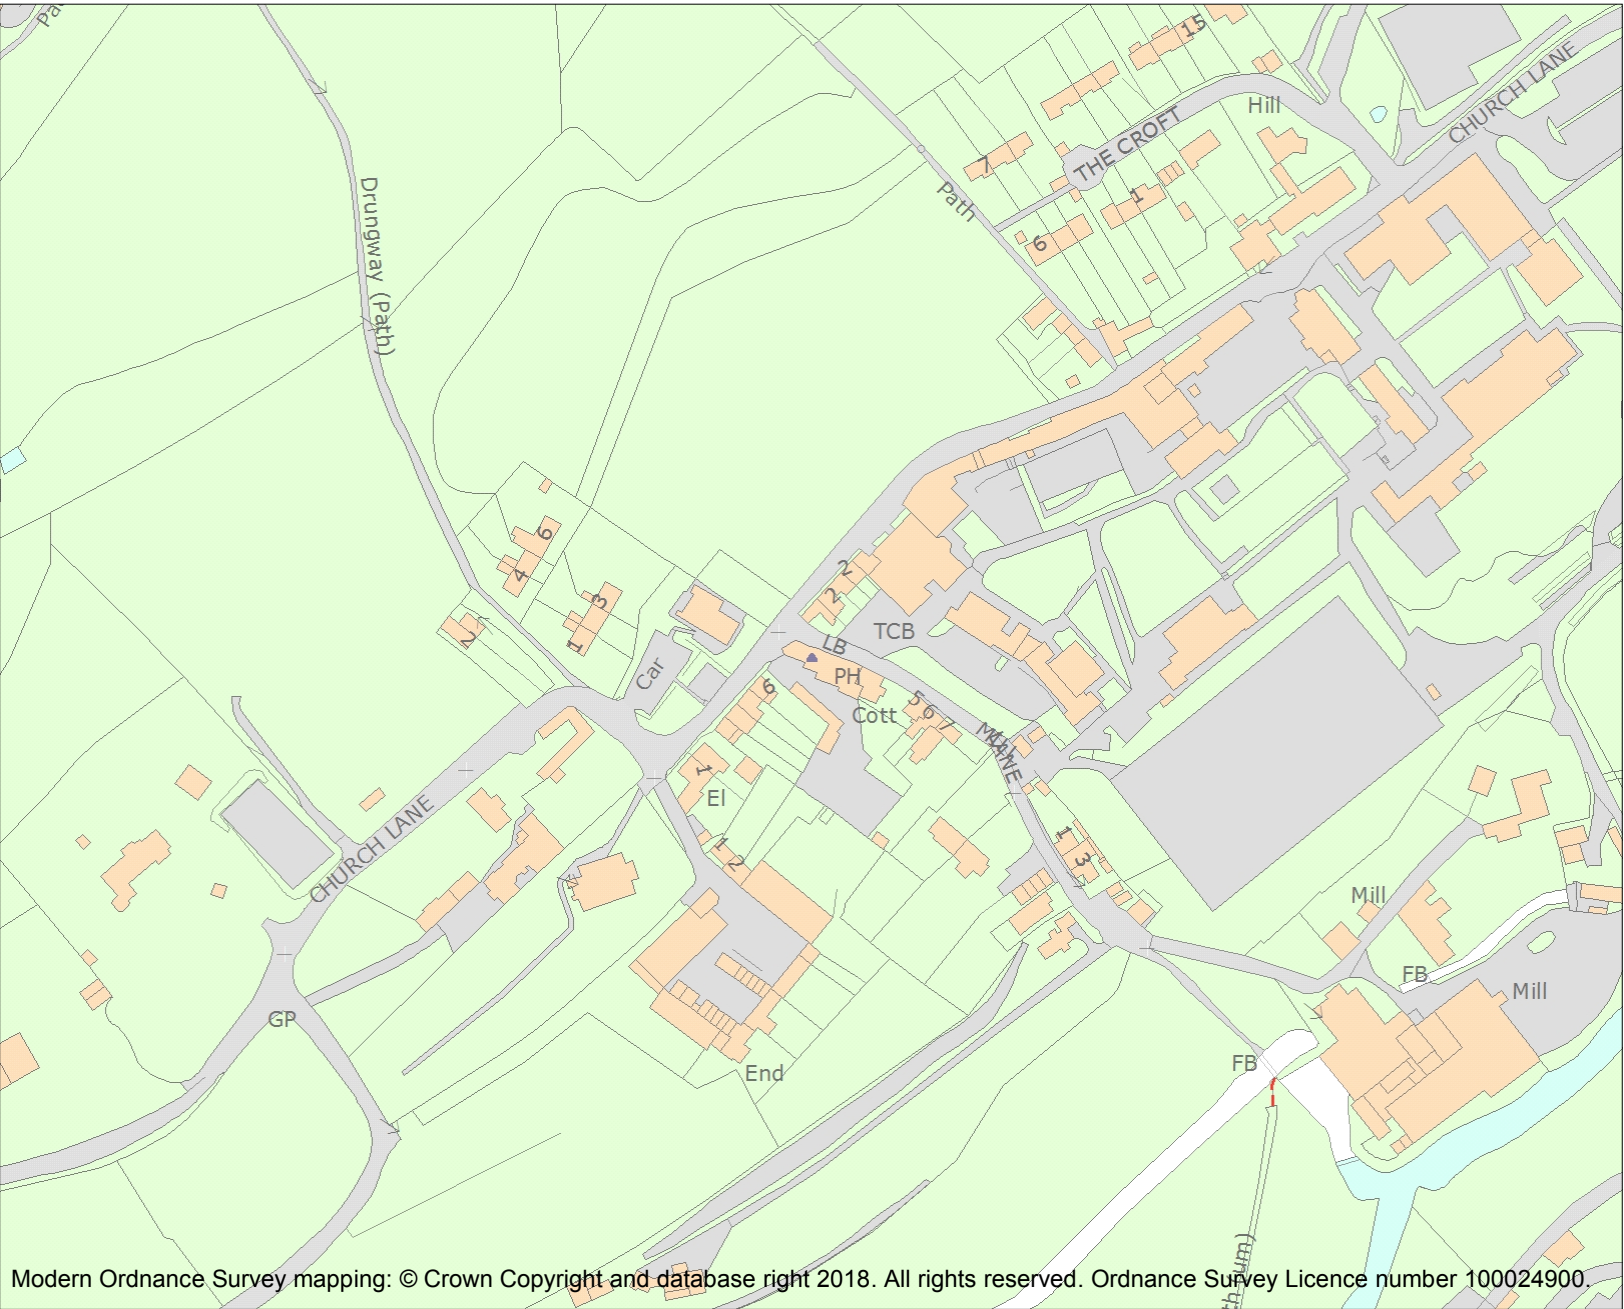 Pa
15
CHURCH LANE
Hill
THE CROFT
7
1
Path
6
Drungway (Path)
6
4
3
1
2
2
2
TCB
LB
PH
Car
6
Cott
5 6 7
LANE
1
El
1 2
1
3
CHURCH LANE
Mill
FB
Mill
GP
FB
End
Modern Ordnance Survey mapping: © Crown Copyright and database right 2018. All rights reserved. Ordnance Survey Licence number 100024900.